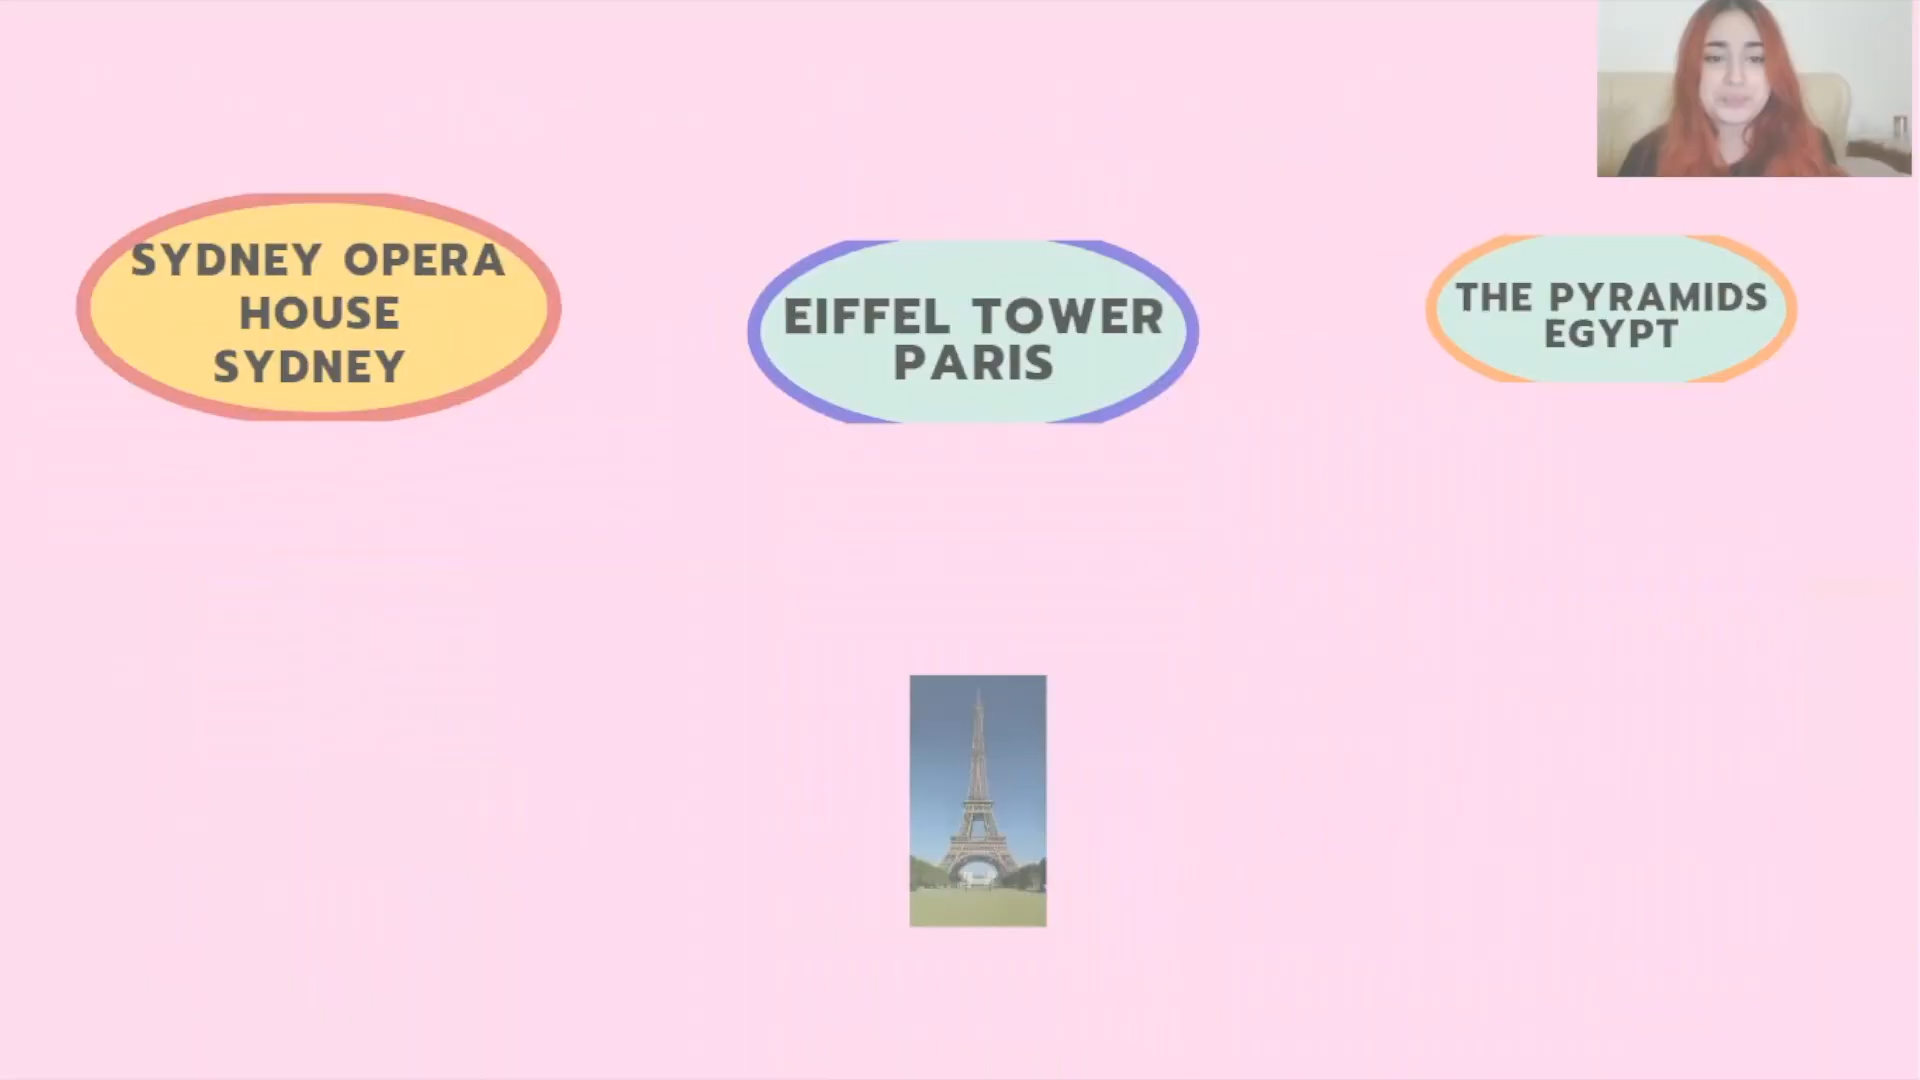 SYDNEY OPERA
HOUSE
SYDNEY
EIFFEL TOWER
PARIS
THE PYRAMIDS
EGYPT